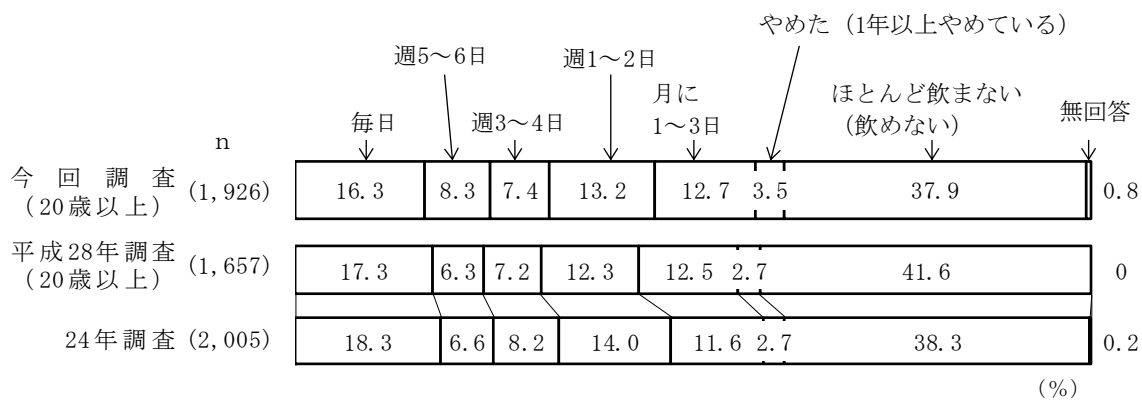 やめた（1年以上やめている）
週5～6日
週1～2日
月に
1～3日
ほとんど飲まない
（飲めない）
無回答
毎日
週3～4日
n
今回調査
（20歳以上）
(1,926)
16.3 8.3 7.4 13.2 12.7 3.5 37.9 0.8
平成28年調査
（20歳以上）
(1,657)
17.3 6.3 7.2 12.3 12.5 2.7 41.6 0
24年調査 (2,005) 18.3 6.6 8.2 14.0 11.6 2.7 38.3 0.2
(%)